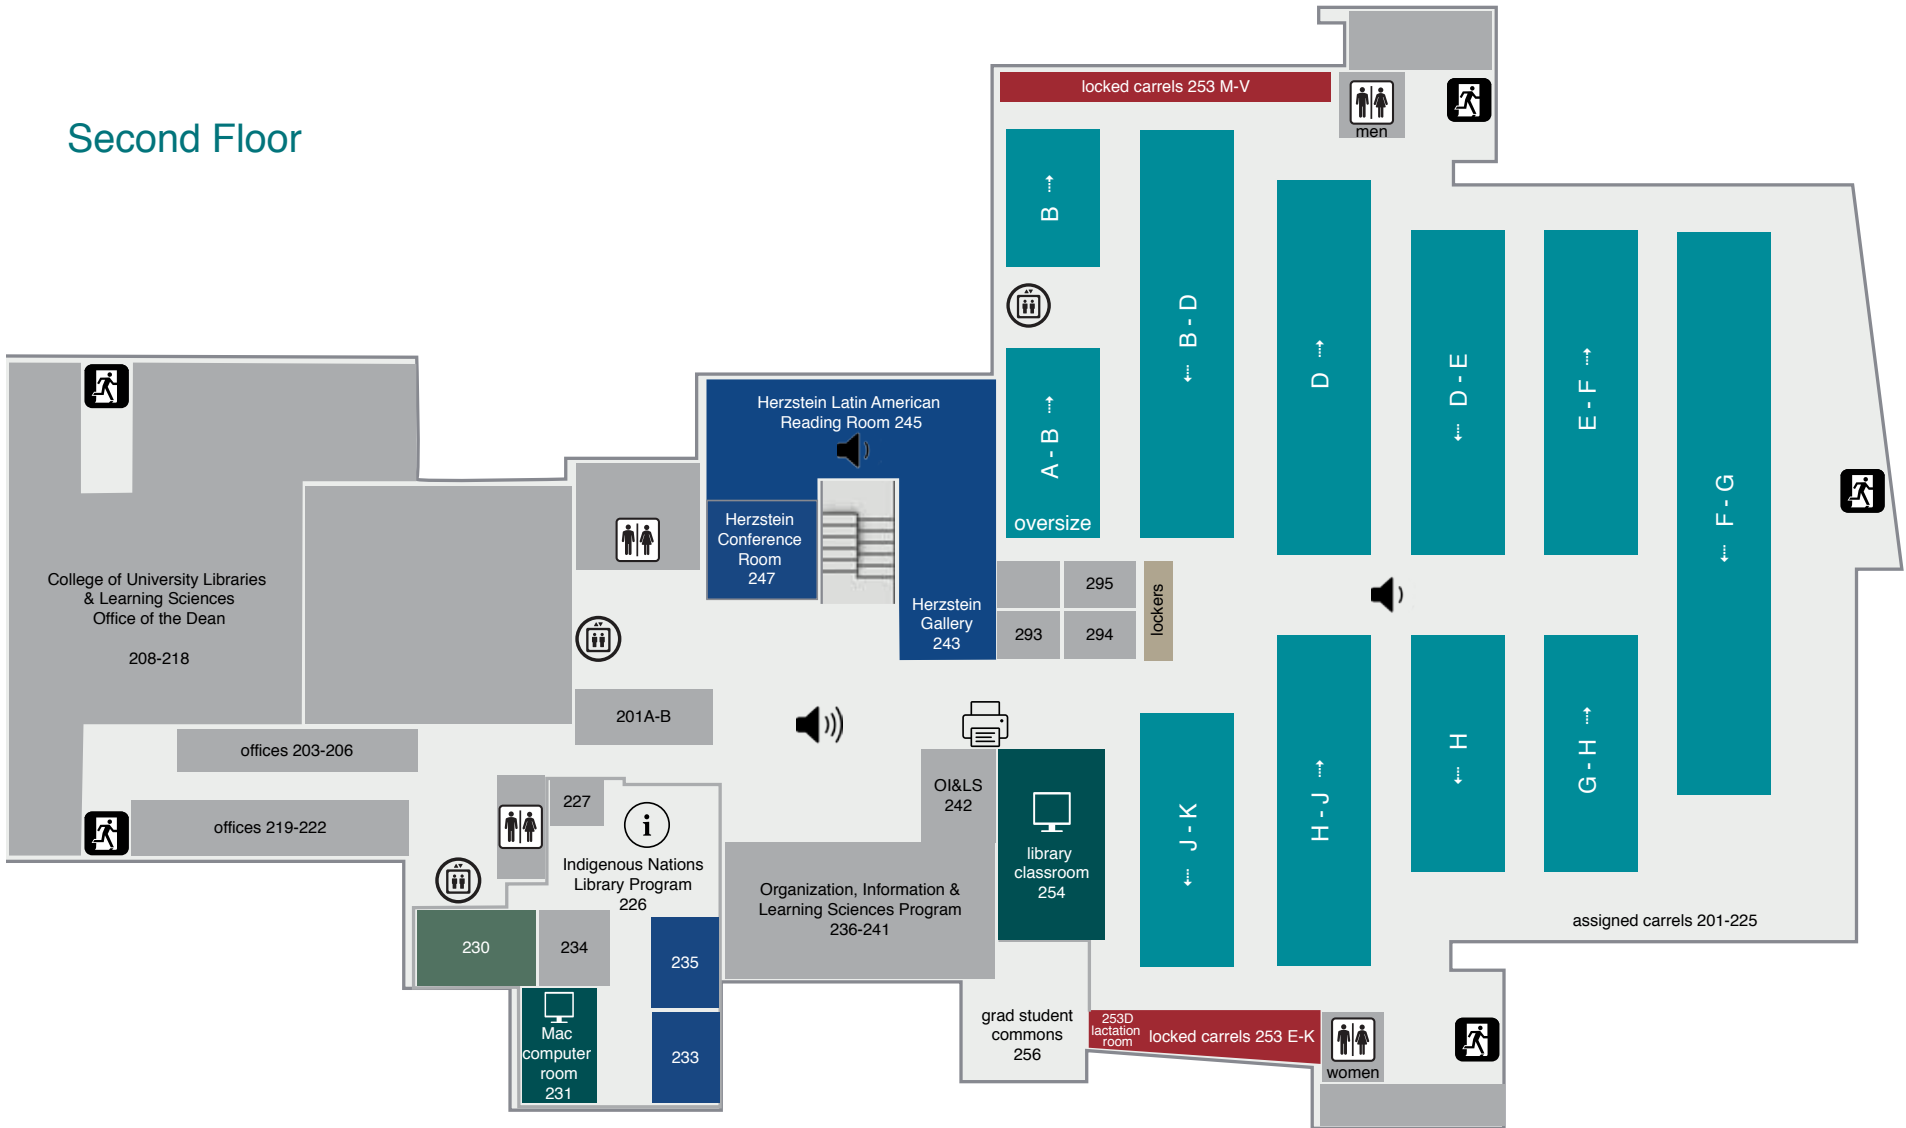 Second Floor
locked carrels 253 M-V
men
B
B - D
D
D - E
E - F
F - G
A - B
oversize
Herzstein Latin American
Reading Room 245
Herzstein
Conference
Room
247
Herzstein
Gallery
243
295
293
294
lockers
College of University Libraries
& Learning Sciences
Office of the Dean
208-218
201A-B
offices 203-206
offices 219-222
227
i
Indigenous Nations
Library Program
226
230
234
235
233
Mac
computer
room
231
OI&LS
242
Organization, Information &
Learning Sciences Program
236-241
library
classroom
254
J - K
H - J
H
G - H
assigned carrels 201-225
grad student
commons
256
253D
lactation
room
locked carrels 253 E-K
women